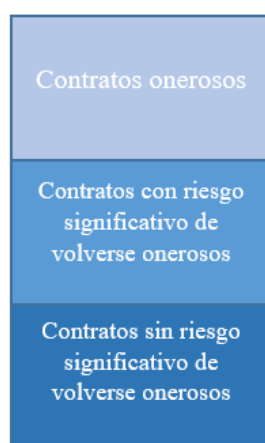 Contratos onerosos
Contratos con riesgo
significativo de
volverse onerosos
Contratos sin riesgo
significativo de
volverse onerosos